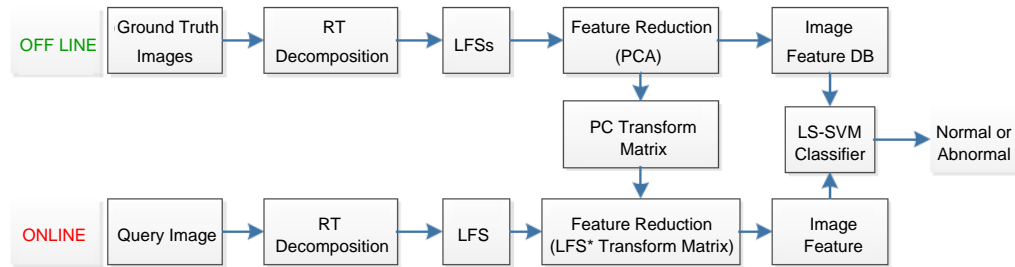 OFF LINE
Ground Truth
Images
RT
Decomposition
LFSs
Feature Reduction
(PCA)
Image
Feature DB
PC Transform
Matrix
LS-SVM
Classifier
Normal or
Abnormal
ONLINE
Query Image
RT
Decomposition
LFS
Feature Reduction
(LFS* Transform Matrix)
Image
Feature